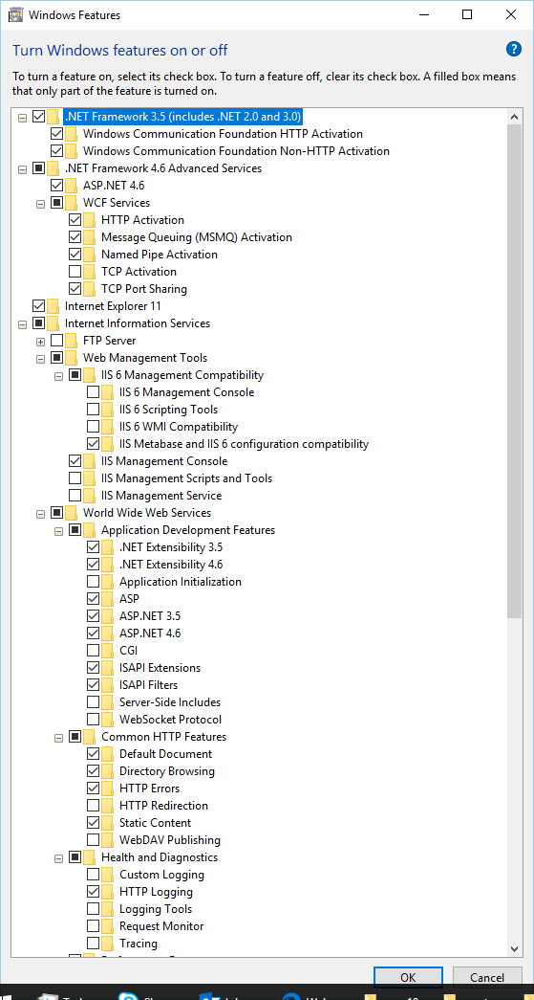 Windows Features
Turn Windows features on or off
To turn a feature on, select its check box. To turn a feature off, clear its check box. A filled box means
that only part of the feature is turned on.
.NET Framework 3.5 (includes .NET 2.0 and 3.0)
Windows Communication Foundation HTTP Activation
Windows Communication Foundation Non-HTTP Activation
.NET Framework 4.6 Advanced Services
ASP.NET 4.6
WCF Services
HTTP Activation
Message Queuing (MSMQ) Activation
Named Pipe Activation
TCP Activation
TCP Port Sharing
Internet Explorer 11
Internet Information Services
FTP Server
Web Management Tools
IIS 6 Management Compatibility
IIS 6 Management Console
IIS 6 Scripting Tools
IIS 6 WMI Compatibility
IIS Metabase and IIS 6 configuration compatibility
IIS Management Console
IIS Management Scripts and Tools
IIS Management Service
World Wide Web Services
Application Development Features
.NET Extensibility 3.5
.NET Extensibility 4.6
Application Initialization
ASP
ASP.NET 3.5
ASP.NET 4.6
CGI
ISAPI Extensions
ISAPI Filters
Server-Side Includes
WebSocket Protocol
Common HTTP Features
Default Document
Directory Browsing
HTTP Errors
HTTP Redirection
Static Content
WebDAV Publishing
Health and Diagnostics
Custom Logging
HTTP Logging
Logging Tools
Request Monitor
Tracing
OK Cancel